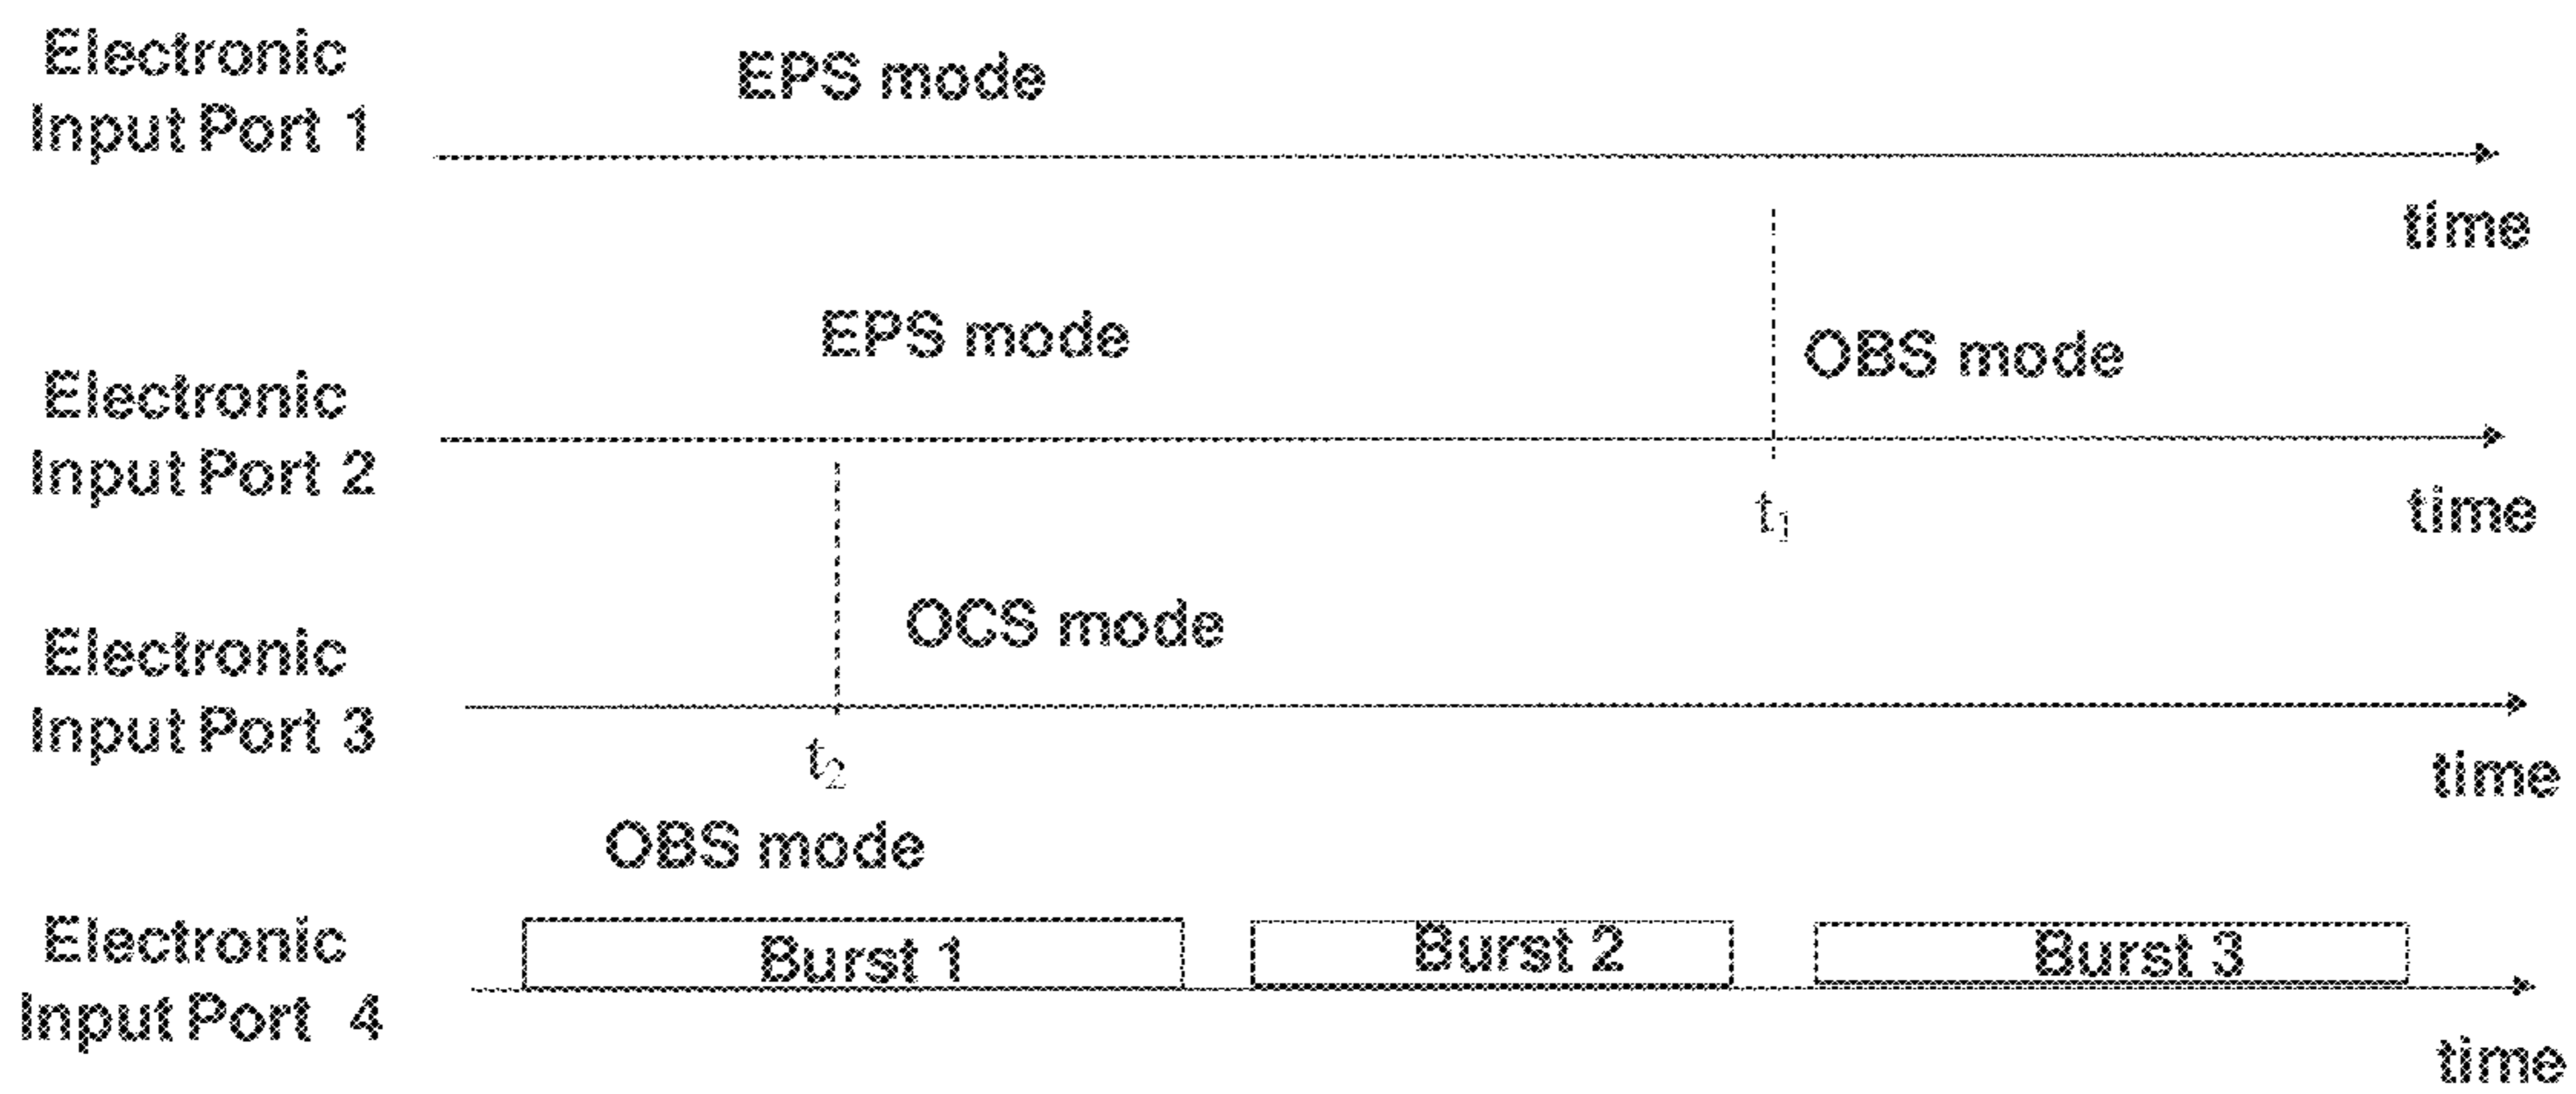 Electronic
Input Port 1
EPS mode
time
Electronic
Input Port 2
EPS mode
OBS mode
t1
time
Electronic
Input Port 3
OCS mode
t2
time
OBS mode
Electronic
Input Port 4
Burst 1
Burst 2
Burst 3
time